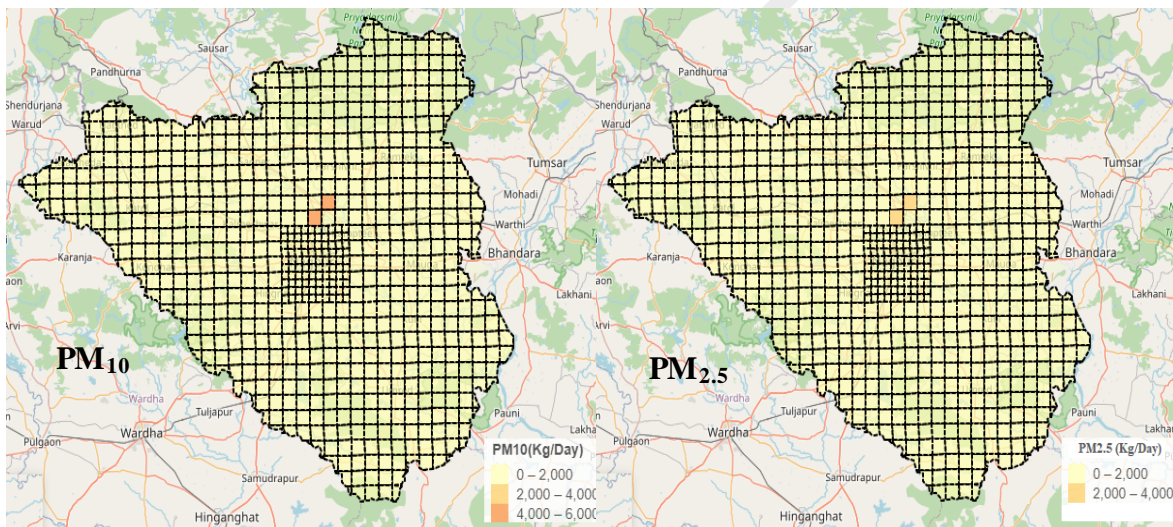 Priyadarsini)
Sausar
Pandhurna
Shendurjana
Warud
Tumsar
Mohadi
Warthi
Bhandara
Karanja
Lakhani
Arvi
PM10
Wardha
Tuljapur
Pauni
Pulgaon
Wardha
Samudrapur
Hinganghat
PM10(Kg/Day)
0 – 2,000
2,000 – 4,000
4,000 – 6,000
Sausar
Pandhurna
Shendurjana
Warud
Tumsar
Mohadi
Warthi
Bhandara
Karanja
Lakhani
Arvi
PM2.5
Wardha
Tuljapur
Pauni
Lakha
Pulgaon
Wardha
Samudrapur
Hinganghat
PM2.5 (Kg/Day)
0 – 2,000
2,000 – 4,000